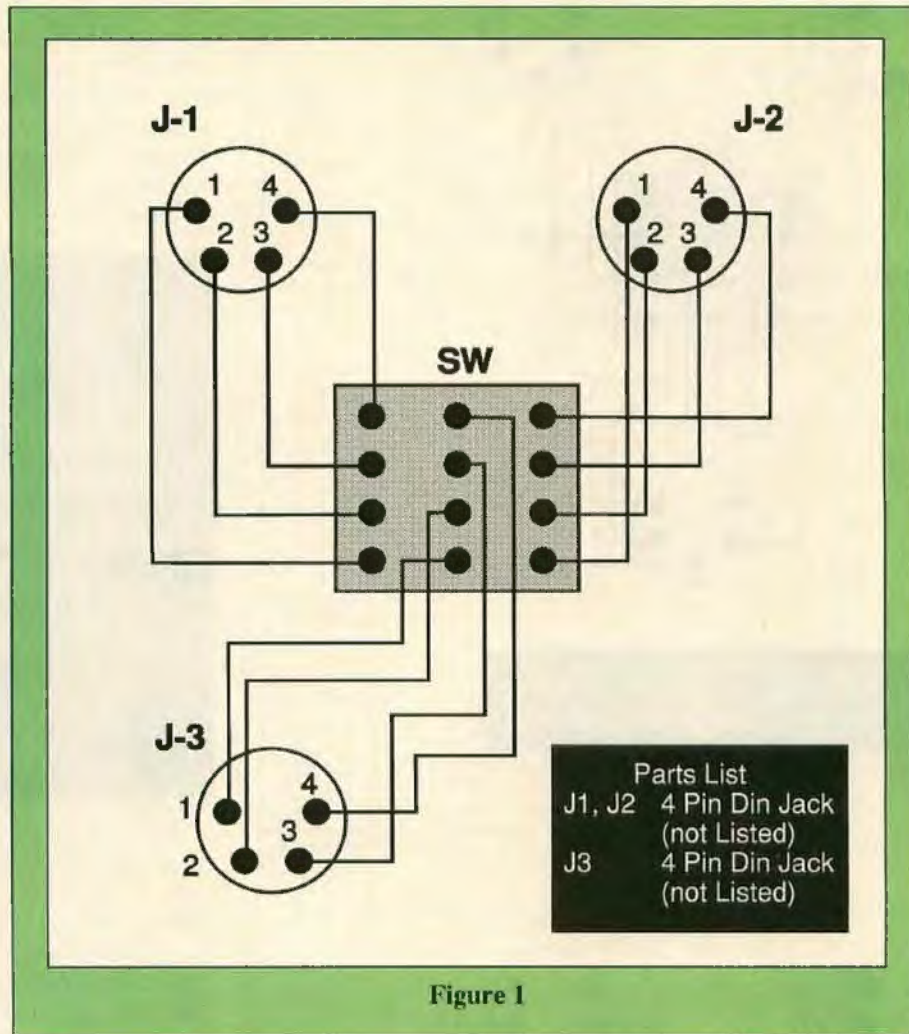 J-1
J-2
1 4
2 3
1 4
2 3
SW
J-3
1 4
2 3
Parts List
J1, J2 4 Pin Din Jack
(not Listed)
J3 4 Pin Din Jack
(not Listed)
Figure 1